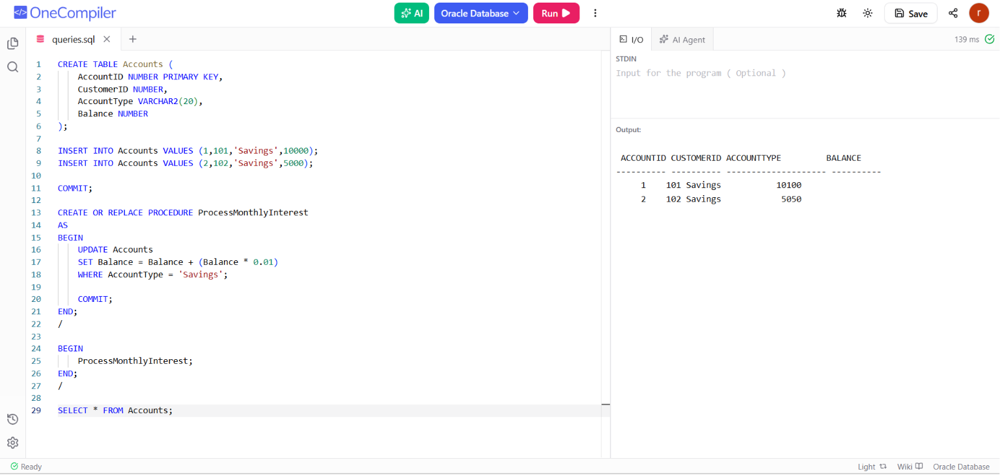 </> OneCompiler
AI
Oracle Database
Run
Save
r
queries.sql
1 CREATE TABLE Accounts (
2 AccountID NUMBER PRIMARY KEY,
3 CustomerID NUMBER,
4 AccountType VARCHAR2(20),
5 Balance NUMBER
6 );
7
8 INSERT INTO Accounts VALUES (1,101,'Savings',10000);
9 INSERT INTO Accounts VALUES (2,102,'Savings',5000);
10
11 COMMIT;
12
13 CREATE OR REPLACE PROCEDURE ProcessMonthlyInterest
14 AS
15 BEGIN
16 UPDATE Accounts
17 SET Balance = Balance + (Balance * 0.01)
18 WHERE AccountType = 'Savings';
19
20 COMMIT;
21 END;
22 /
23
24 BEGIN
25 ProcessMonthlyInterest;
26 END;
27 /
28
29 SELECT * FROM Accounts;
I/O
AI Agent
139 ms
STDIN
Input for the program ( Optional )
Output:
ACCOUNTID CUSTOMERID ACCOUNTTYPE BALANCE
---------- ---------- -------------------- ----------
1 101 Savings 10100
2 102 Savings 5050
Ready
Light
Wiki
Oracle Database